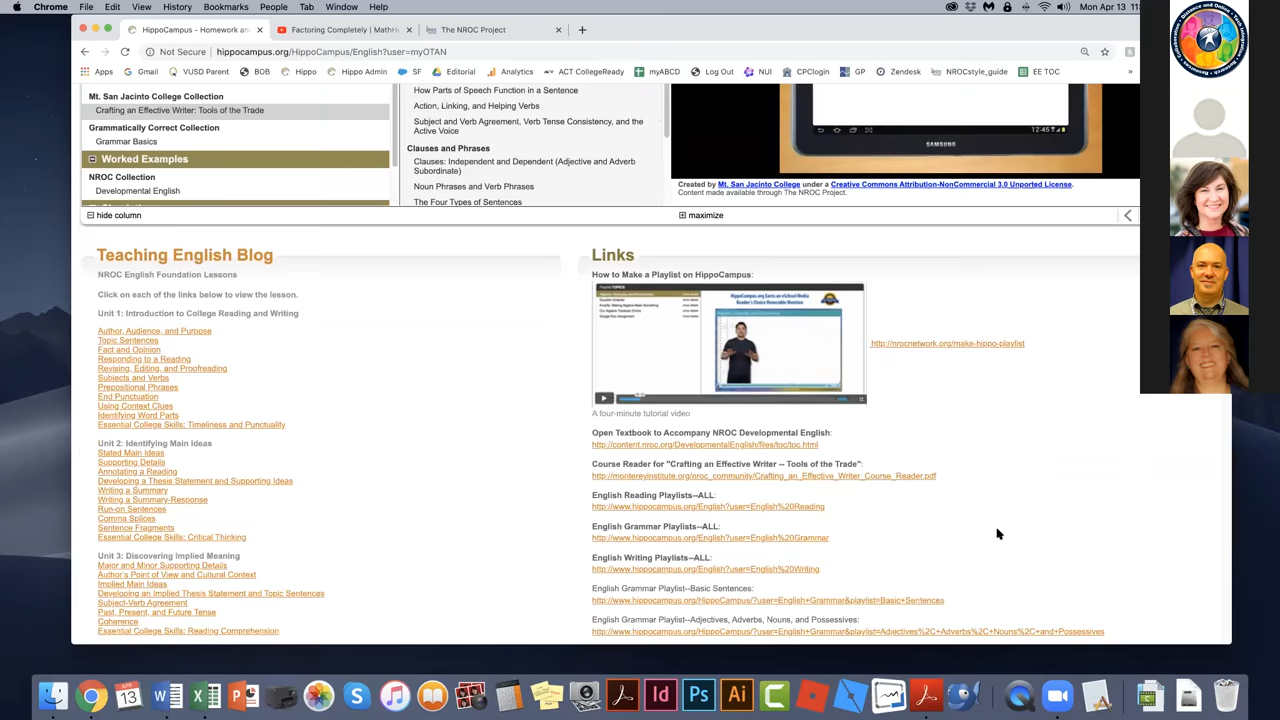 Chrome File Edit View History Bookmarks People Tab Window Help Mon Apr 13
HippoCampus - Homework an
Factoring Completely | MathH
The NROC Project
Not Secure hippocampus.org/HippoCampus/English?user=myOTAN
Apps Gmail VUSD Parent BOB Hippo Hippo Admin SF Editorial Analytics ACT CollegeReady myABCD Log Out NUI CPClogin GP Zendesk NROCstyle_guide EE TOC »
Mt. San Jacinto College Collection
Crafting an Effective Writer: Tools of the Trade
Grammatically Correct Collection
Grammar Basics
Worked Examples
NROC Collection
Developmental English
hide column
How Parts of Speech Function in a Sentence
Action, Linking, and Helping Verbs
Subject and Verb Agreement, Verb Tense Consistency, and the
Active Voice
Clauses and Phrases
Clauses: Independent and Dependent (Adjective and Adverb
Subordinate)
Noun Phrases and Verb Phrases
The Four Types of Sentences
12:45
SAMSUNG
Created by Mt. San Jacinto College under a Creative Commons Attribution-NonCommercial 3.0 Unported License.
Content made available through The NROC Project.
maximize
Teaching English Blog
NROC English Foundation Lessons
Click on each of the links below to view the lesson.
Unit 1: Introduction to College Reading and Writing
Author, Audience, and Purpose
Topic Sentences
Fact and Opinion
Responding to a Reading
Revising, Editing, and Proofreading
Subjects and Verbs
Prepositional Phrases
End Punctuation
Using Context Clues
Identifying Word Parts
Essential College Skills: Timeliness and Punctuality
Unit 2: Identifying Main Ideas
Stated Main Ideas
Supporting Details
Annotating a Reading
Developing a Thesis Statement and Supporting Ideas
Writing a Summary
Writing a Summary-Response
Run-on Sentences
Comma Splices
Sentence Fragments
Essential College Skills: Critical Thinking
Unit 3: Discovering Implied Meaning
Major and Minor Supporting Details
Author's Point of View and Cultural Context
Implied Main Ideas
Developing an Implied Thesis Statement and Topic Sentences
Subject-Verb Agreement
Past, Present, and Future Tense
Coherence
Essential College Skills: Reading Comprehension
Links
How to Make a Playlist on HippoCampus:
http://nrocnetwork.org/make-hippo-playlist
A four-minute tutorial video
Open Textbook to Accompany NROC Developmental English:
http://content.nroc.org/DevelopmentalEnglish/files/toc/toc.html
Course Reader for "Crafting an Effective Writer -- Tools of the Trade":
http://montereyinstitute.org/nroc_community/Crafting_an_Effective_Writer_Course_Reader.pdf
English Reading Playlists--ALL:
http://www.hippocampus.org/English?user=English%20Reading
English Grammar Playlists--ALL:
http://www.hippocampus.org/English?user=English%20Grammar
English Writing Playlists--ALL:
http://www.hippocampus.org/English?user=English%20Writing
English Grammar Playlist--Basic Sentences:
http://www.hippocampus.org/HippoCampus/?user=English+Grammar&playlist=Basic+Sentences
English Grammar Playlist--Adjectives, Adverbs, Nouns, and Possessives:
http://www.hippocampus.org/HippoCampus/?user=English+Grammar&playlist=Adjectives%2C+Adverbs%2C+Nouns%2C+and+Possessives